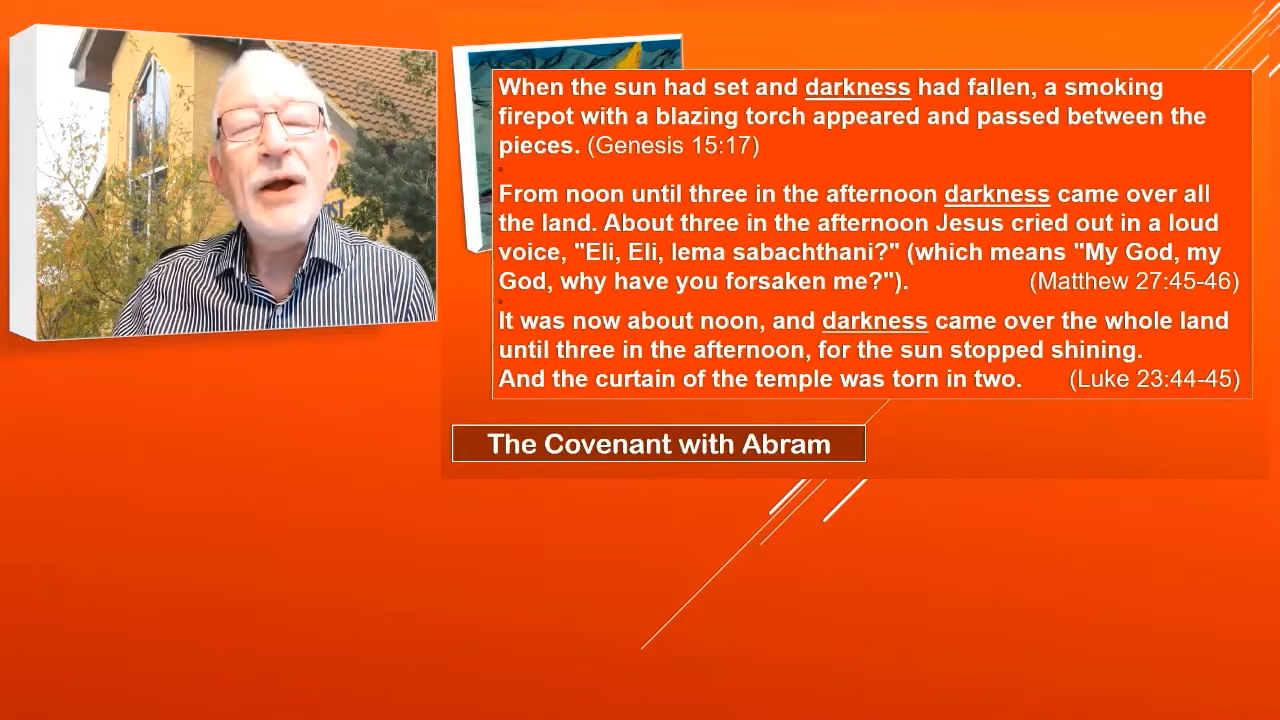 When the sun had set and darkness had fallen, a smoking
firepot with a blazing torch appeared and passed between the
pieces. (Genesis 15:17)
From noon until three in the afternoon darkness came over all
the land. About three in the afternoon Jesus cried out in a loud
voice, "Eli, Eli, lema sabachthani?" (which means "My God, my
God, why have you forsaken me?"). (Matthew 27:45-46)
It was now about noon, and darkness came over the whole land
until three in the afternoon, for the sun stopped shining.
And the curtain of the temple was torn in two. (Luke 23:44-45)
The Covenant with Abram